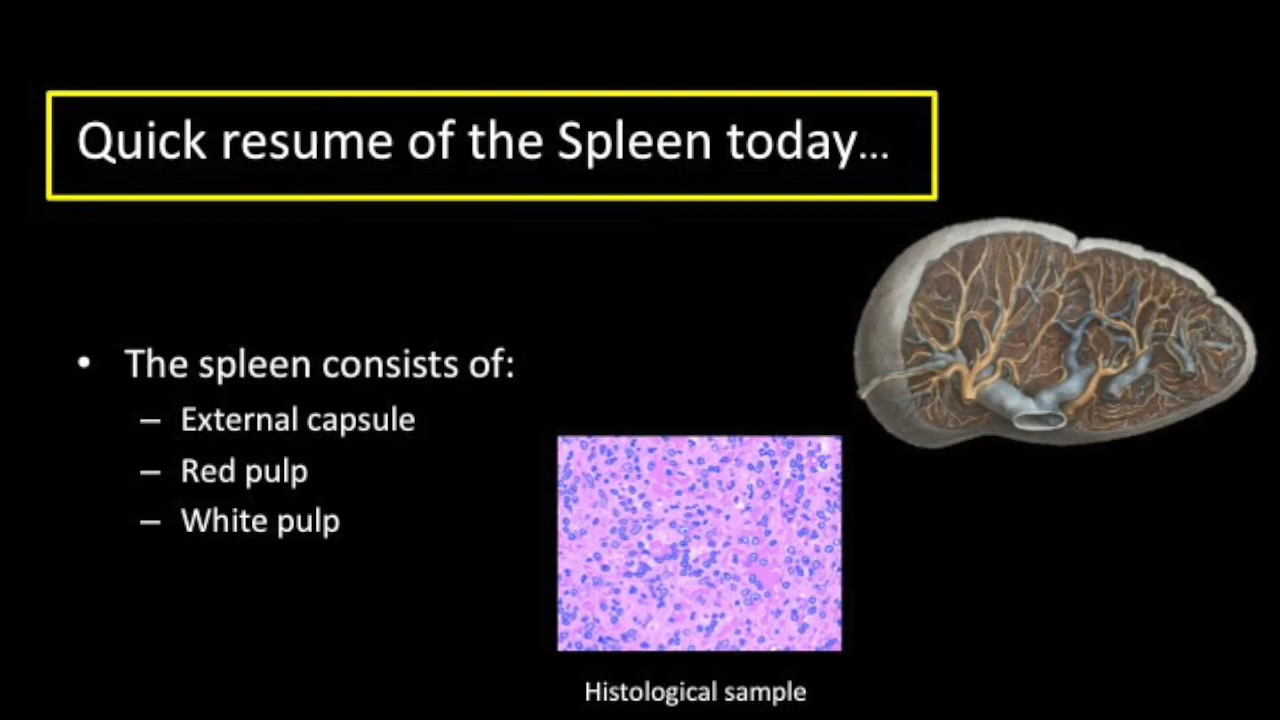 Quick resume of the Spleen today...
• The spleen consists of:
– External capsule
– Red pulp
– White pulp
Histological sample